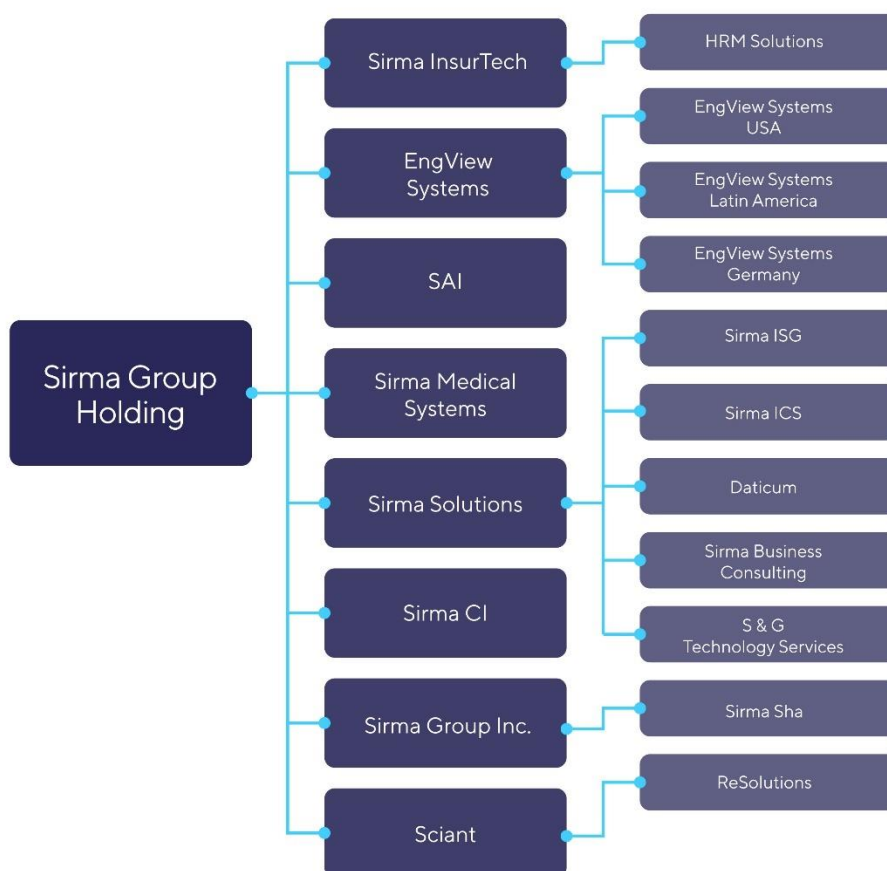 Sirma Group
Holding
Sirma InsurTech
EngView
Systems
SAI
Sirma Medical
Systems
Sirma Solutions
Sirma CI
Sirma Group Inc.
Sciant
HRM Solutions
EngView Systems
USA
EngView Systems
Latin America
EngView Systems
Germany
Sirma ISG
Sirma ICS
Daticum
Sirma Business
Consulting
S & G
Technology Services
Sirma Sha
ReSolutions